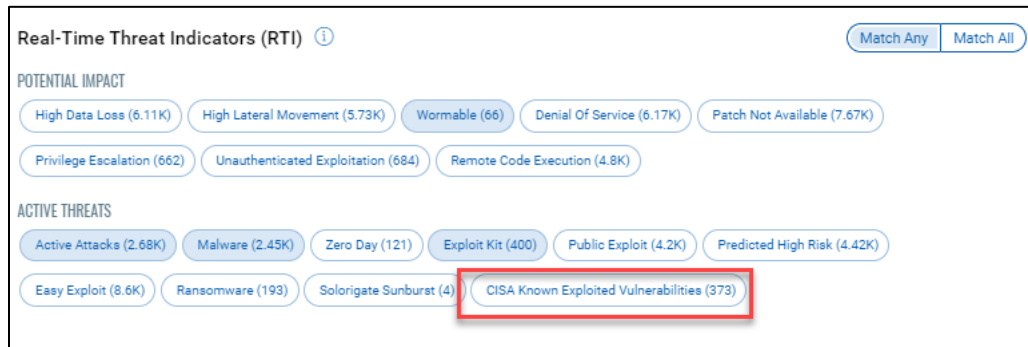 Real-Time Threat Indicators (RTI) Match Any Match All
POTENTIAL IMPACT
High Data Loss (6.11K) High Lateral Movement (5.73K) Wormable (66) Denial Of Service (6.17K) Patch Not Available (7.67K)
Privilege Escalation (662) Unauthenticated Exploitation (684) Remote Code Execution (4.8K)
ACTIVE THREATS
Active Attacks (2.68K) Malware (2.45K) Zero Day (121) Exploit Kit (400) Public Exploit (4.2K) Predicted High Risk (4.42K)
Easy Exploit (8.6K) Ransomware (193) Solorigate Sunburst (4) CISA Known Exploited Vulnerabilities (373)